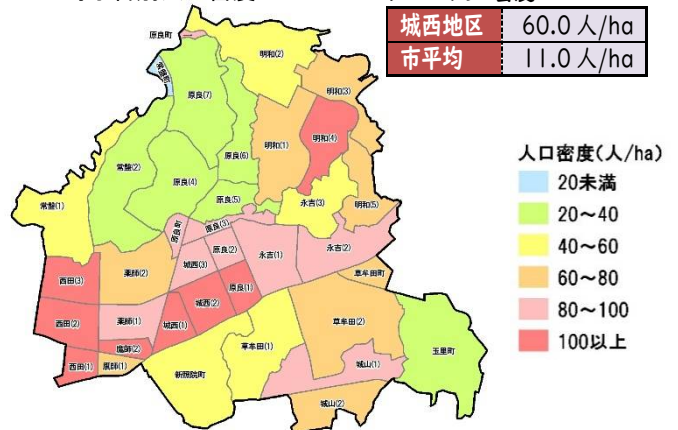 城西地区 60.0人/ha
市平均 11.0人/ha
人口密度(人/ha)
20未満
20～40
40～60
60～80
80～100
100以上
原良町
常盤町
明和(2)
原良(7)
明和(3)
明和(1)
明和(4)
原良(6)
常盤(2)
原良(4)
原良(5)
永吉(3)
明和(5)
常盤(1)
原良町
原良(3)
原良(2)
永吉(1)
永吉(2)
城西(3)
草牟田町
西田(3)
薬師(2)
原良(1)
城西(2)
西田(2)
薬師(1)
城西(1)
草牟田(2)
鷹師(2)
草牟田(1)
玉里町
西田(1)
鷹師(1)
新照院町
城山(1)
城山(2)